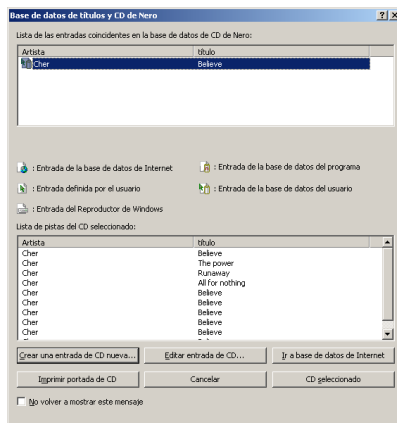 Base de datos de títulos y CD de Nero
Lista de las entradas coincidentes en la base de datos de CD de Nero:
Artista título
Cher Believe
: Entrada de la base de datos de Internet : Entrada de la base de datos del programa
: Entrada definida por el usuario : Entrada de la base de datos del usuario
: Entrada del Reproductor de Windows
Lista de pistas del CD seleccionado:
Artista título
Cher Believe
Cher The power
Cher Runaway
Cher All for nothing
Cher Believe
Cher Believe
Cher Believe
Cher Believe
Cher Believe
Crear una entrada de CD nueva... Editar entrada de CD... Ir a base de datos de Internet
Imprimir portada de CD Cancelar CD seleccionado
No volver a mostrar este mensaje